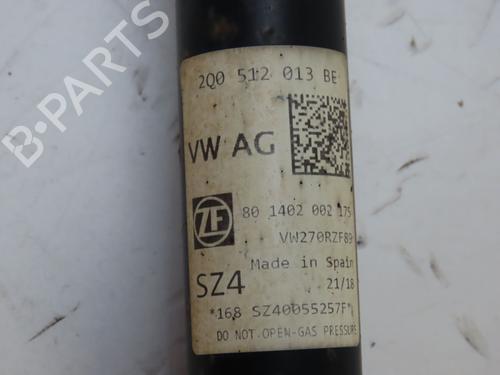 2Q0 512 013 BE
VW AG
ZF
80 1402 002 175
VW270RZF89
Made in Spain
SZ4
21/18
*168 SZ40055257F*
DO NOT OPEN-GAS PRESSURE
B-PARTS